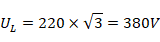 U_L = 220 × √3 = 380V